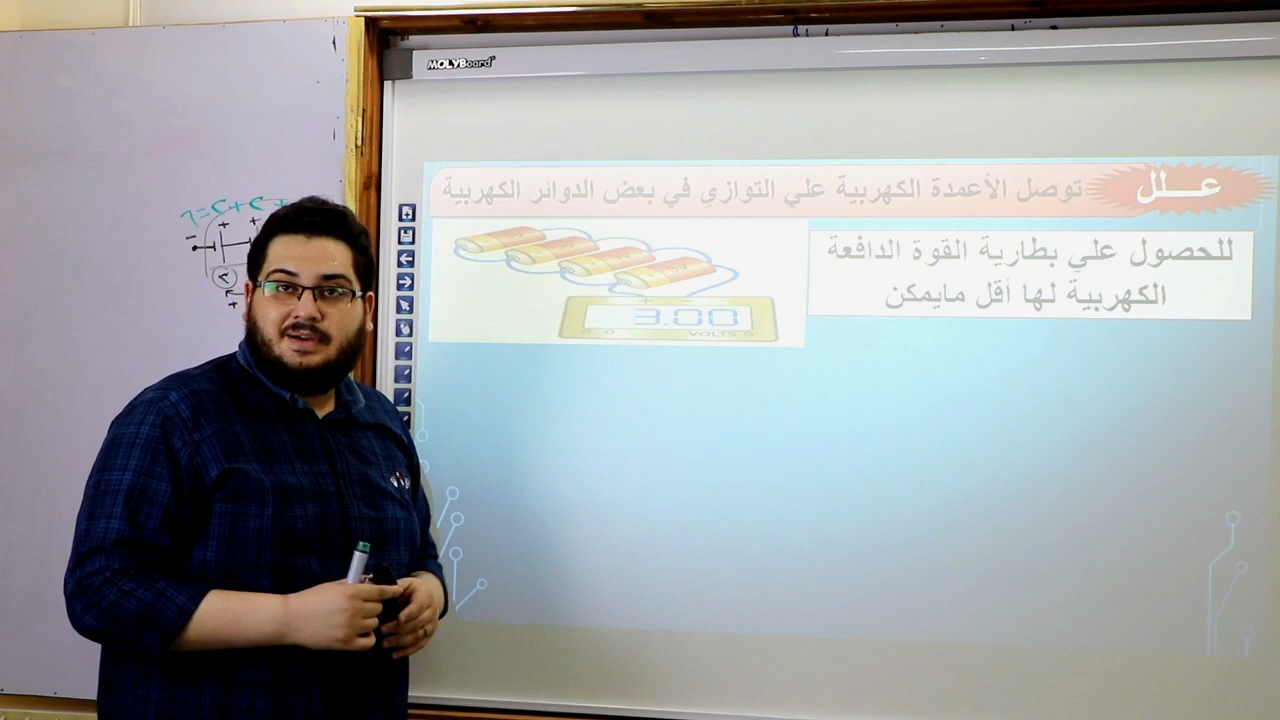 MOLYBoard
علل
توصل الأعمدة الكهربية علي التوازي في بعض الدوائر الكهربية
للحصول علي بطارية القوة الدافعة
الكهربية لها أقل مايمكن
3.00
VOLTS